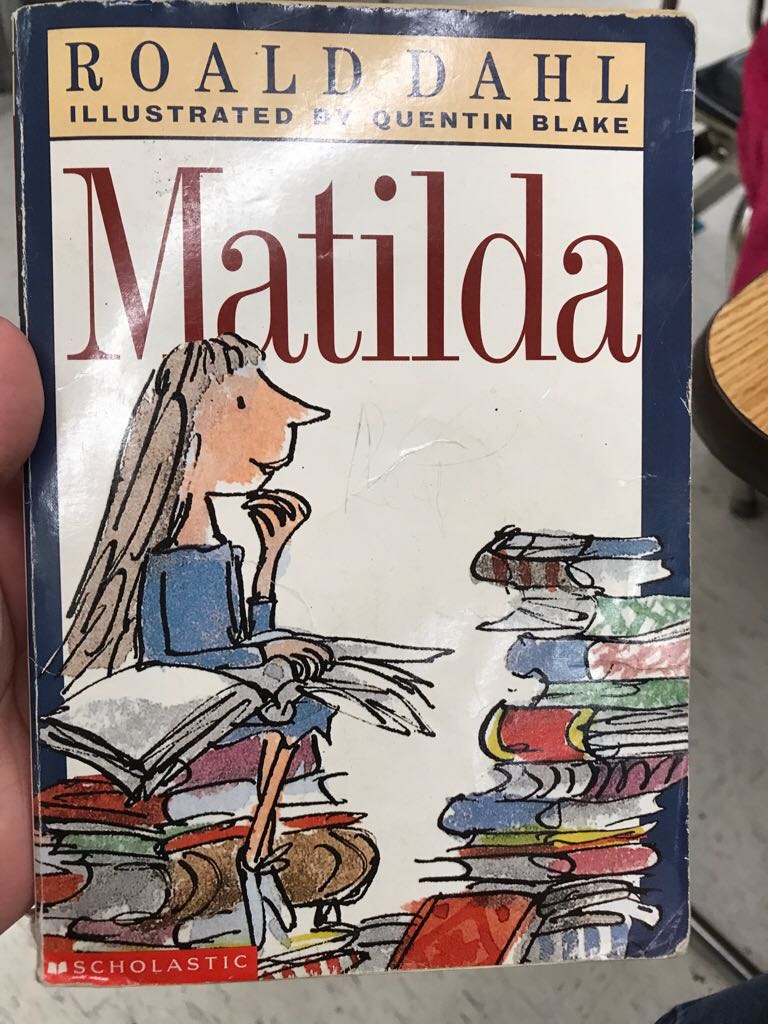 ROALD DAHL
ILLUSTRATED BY QUENTIN BLAKE
Matilda
SCHOLASTIC